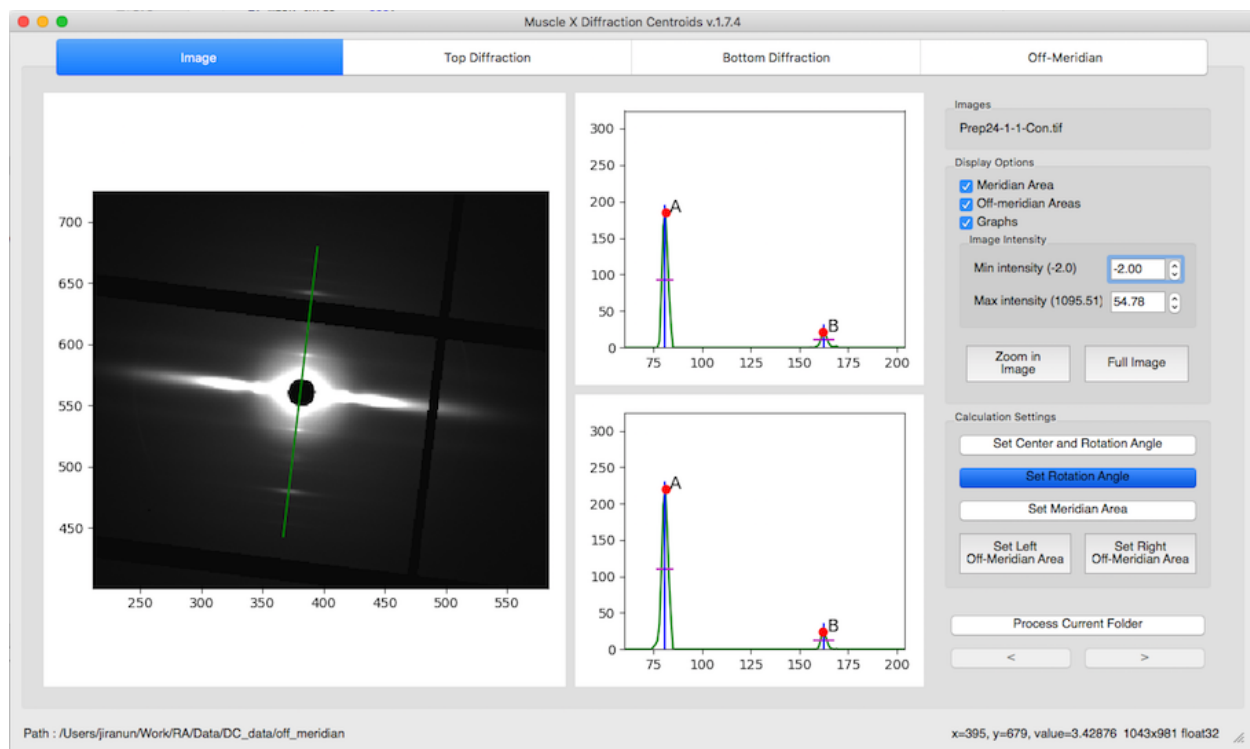 Muscle X Diffraction Centroids v.1.7.4
Image
Top Diffraction
Bottom Diffraction
Off-Meridian
700
650
600
550
500
450
250
300
350
400
450
500
550
300
250
200
150
100
50
0
A
B
75
100
125
150
175
200
300
250
200
150
100
50
0
A
B
75
100
125
150
175
200
Images
Prep24-1-1-Con.tif
Display Options
Meridian Area
Off-meridian Areas
Graphs
Image Intensity
Min intensity (-2.0)
-2.00
Max intensity (1095.51)
54.78
Zoom in
Image
Full Image
Calculation Settings
Set Center and Rotation Angle
Set Rotation Angle
Set Meridian Area
Set Left
Off-Meridian Area
Set Right
Off-Meridian Area
Process Current Folder
<
>
Path : /Users/jiranun/Work/RA/Data/DC_data/off_meridian
x=395, y=679, value=3.42876 1043x981 float32